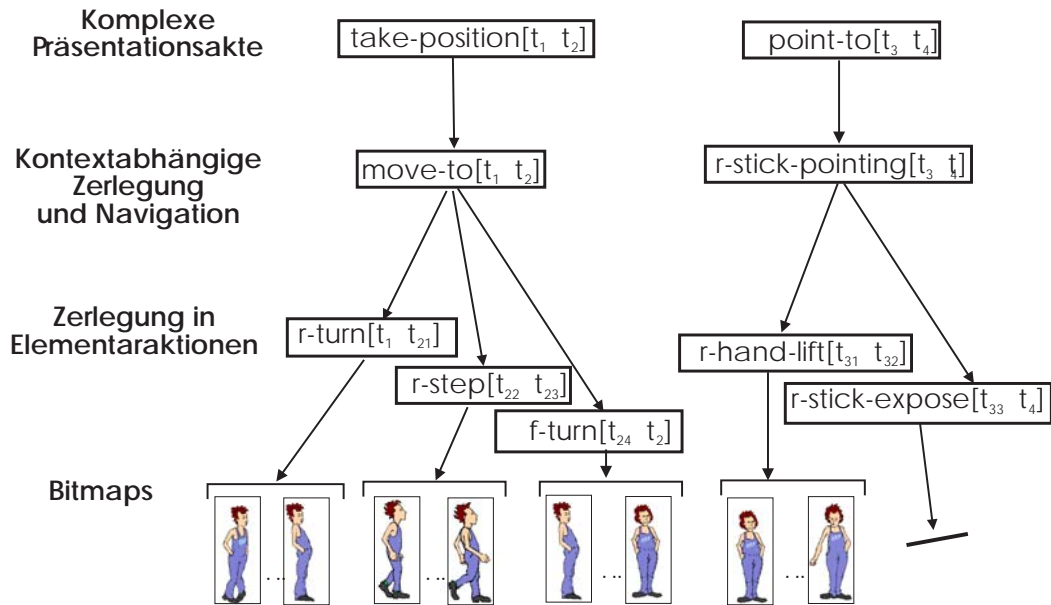 Komplexe
Präsentationsakte
take-position[t₁ t₂]
point-to[t₃ t₄]
Kontextabhängige
Zerlegung
und Navigation
move-to[t₁ t₂]
r-stick-pointing[t₃ t₄]
Zerlegung in
Elementaraktionen
r-turn[t₁ t₂₁]
r-step[t₂₂ t₂₃]
f-turn[t₂₄ t₂]
r-hand-lift[t₃₁ t₃₂]
r-stick-expose[t₃₃ t₄]
Bitmaps
... ... ... ...